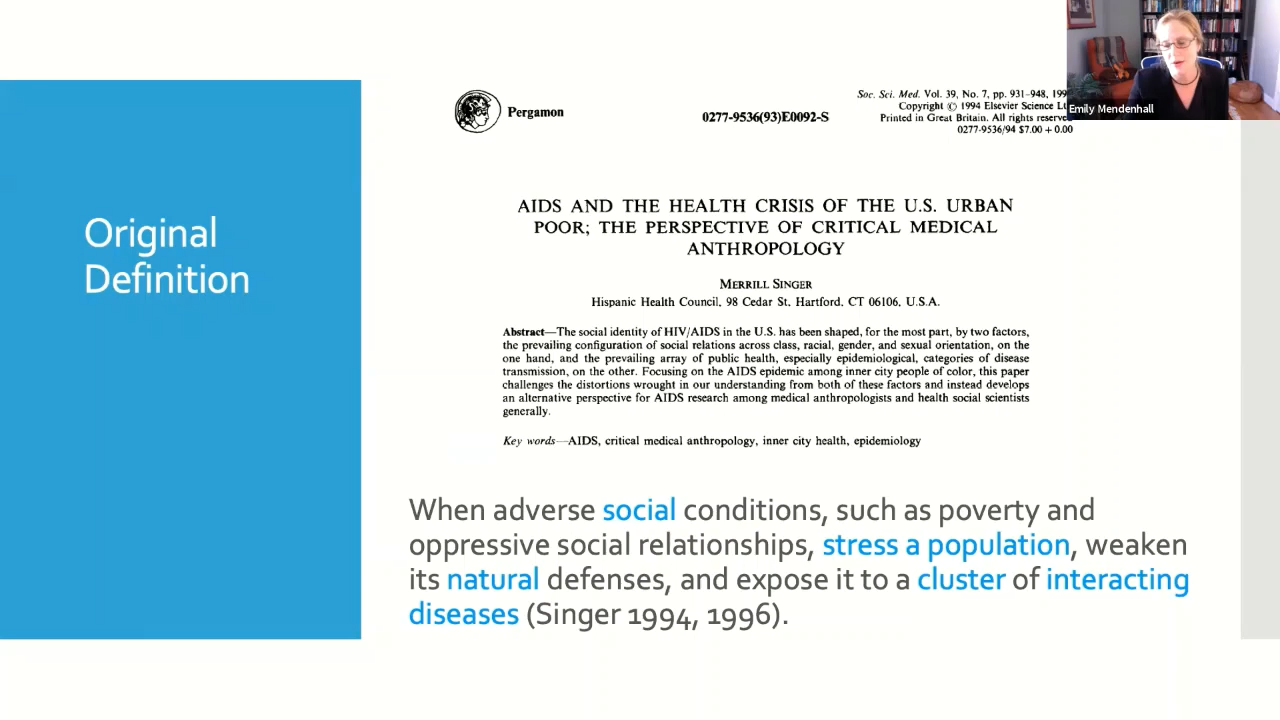 Original
Definition
Pergamon
0277-9536(93)E0092-S
Soc. Sci. Med. Vol. 39, No. 7, pp. 931–948,
Copyright © 1994 Elsevier Science
Printed in Great Britain. All rights
0277-9536/94 $7.00 + 0.00
Emily Mendenhall
AIDS AND THE HEALTH CRISIS OF THE U.S. URBAN
POOR; THE PERSPECTIVE OF CRITICAL MEDICAL
ANTHROPOLOGY
MERRILL SINGER
Hispanic Health Council, 98 Cedar St, Hartford, CT 06106, U.S.A.
Abstract—The social identity of HIV/AIDS in the U.S. has been shaped, for the most part, by two factors,
the prevailing configuration of social relations across class, racial, gender, and sexual orientation, on the
one hand, and the prevailing array of public health, especially epidemiological, categories of disease
transmission, on the other. Focusing on the AIDS epidemic among inner city people of color, this paper
challenges the distortions wrought in our understanding from both of these factors and instead develops
an alternative perspective for AIDS research among medical anthropologists and health social scientists
generally.
Key words—AIDS, critical medical anthropology, inner city health, epidemiology
When adverse social conditions, such as poverty and
oppressive social relationships, stress a population, weaken
its natural defenses, and expose it to a cluster of interacting
diseases (Singer 1994, 1996).